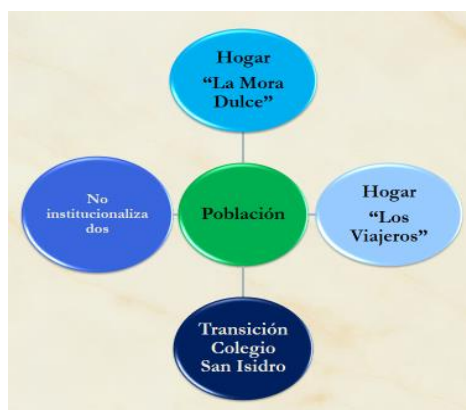 Hogar
“La Mora
Dulce”
No
institucionaliza
dos
Población
Hogar
“Los
Viajeros”
Transición
Colegio
San Isidro